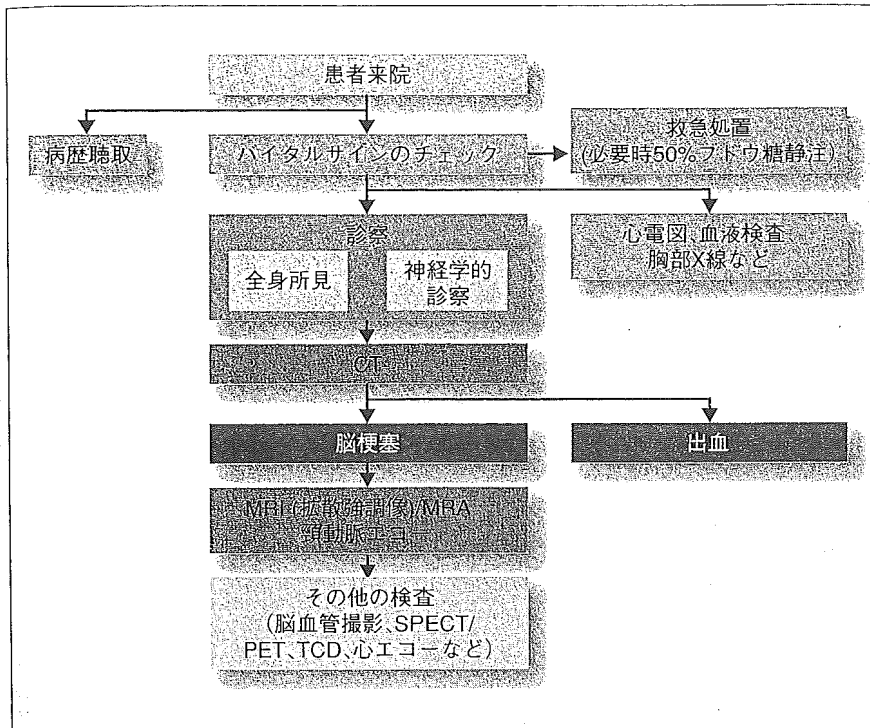 患者来院
病歴聴取
バイタルサインのチェック
救急処置
(必要時50%ブドウ糖静注)
診察
全身所見
神経学的
診察
心電図、血液検査
胸部X線など
CT
脳梗塞
出血
MRI(拡散強調像)/MRA
頸動脈エコー
その他の検査
(脳血管撮影、SPECT/
PET、TCD、心エコーなど)